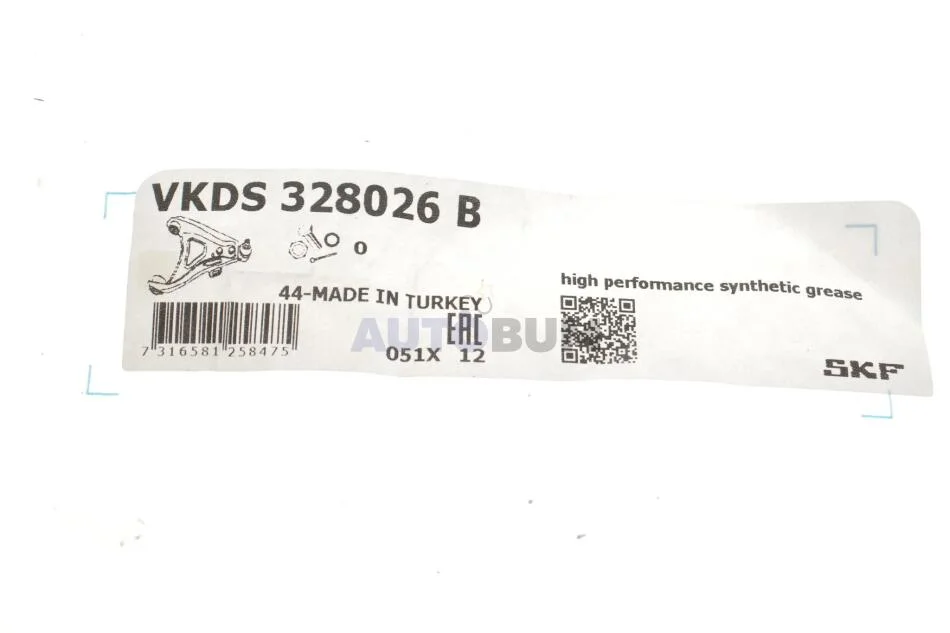 VKDS 328026 B
0
44-MADE IN TURKEY
EAC
7 316581 258475
051X 12
high performance synthetic grease
SKF
AUTOBU